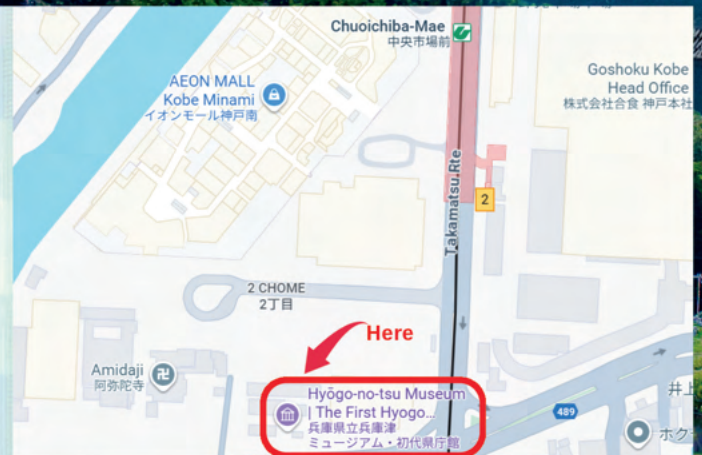 Chuoichiba-Mae
中央市場前
Goshoku Kobe
Head Office
株式会社合食 神戸本社
AEON MALL
Kobe Minami
イオンモール神戸南
Takamatsu Rte
2
2 CHOME
2丁目
Here
Amidaji
阿弥陀寺
卍
Hyōgo-no-tsu Museum
| The First Hyogo...
兵庫県立兵庫津
ミュージアム・初代県庁館
489
井上
ホク